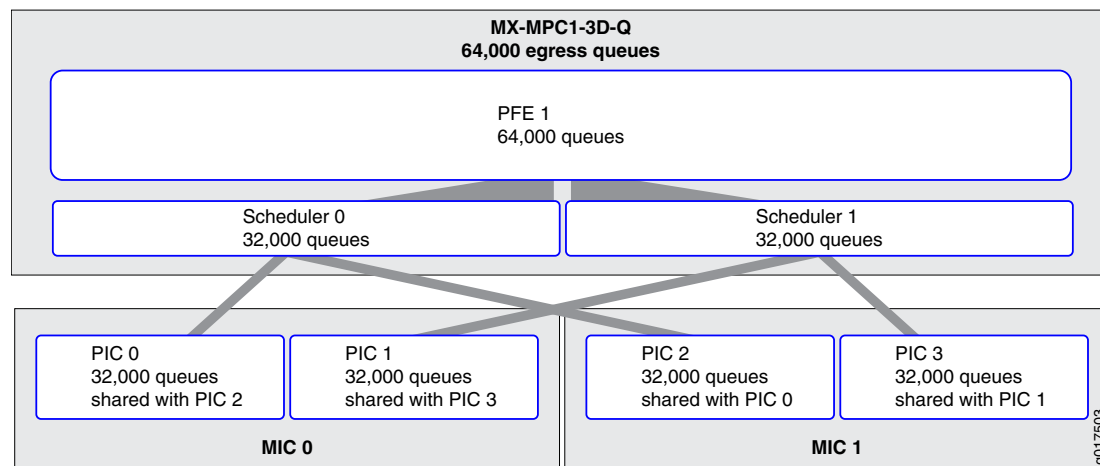 MX-MPC1-3D-Q
64,000 egress queues
PFE 1
64,000 queues
Scheduler 0
32,000 queues
Scheduler 1
32,000 queues
PIC 0
32,000 queues
shared with PIC 2
PIC 1
32,000 queues
shared with PIC 3
PIC 2
32,000 queues
shared with PIC 0
PIC 3
32,000 queues
shared with PIC 1
MIC 0
MIC 1
g017503